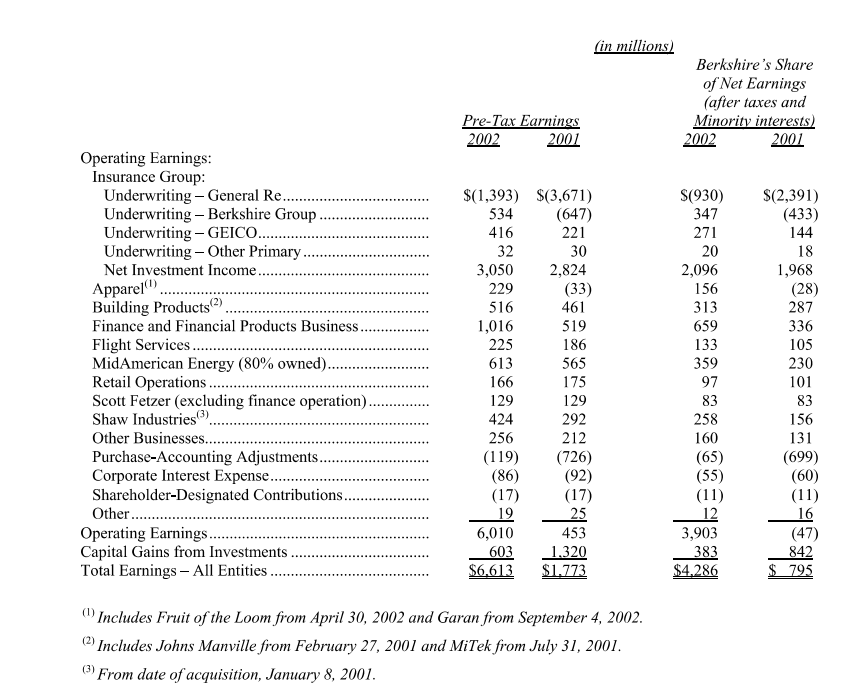 (in millions)
Berkshire’s Share
of Net Earnings
(after taxes and
Pre-Tax Earnings Minority interests)
2002 2001 2002 2001
Operating Earnings:
Insurance Group:
Underwriting – General Re.................................... $(1,393) $(3,671) $(930) $(2,391)
Underwriting – Berkshire Group ........................... 534 (647) 347 (433)
Underwriting – GEICO.......................................... 416 221 271 144
Underwriting – Other Primary............................... 32 30 20 18
Net Investment Income.......................................... 3,050 2,824 2,096 1,968
Apparel(1) .................................................................. 229 (33) 156 (28)
Building Products(2) .................................................. 516 461 313 287
Finance and Financial Products Business................. 1,016 519 659 336
Flight Services........................................................... 225 186 133 105
MidAmerican Energy (80% owned)......................... 613 565 359 230
Retail Operations ...................................................... 166 175 97 101
Scott Fetzer (excluding finance operation)............... 129 129 83 83
Shaw Industries(3)...................................................... 424 292 258 156
Other Businesses....................................................... 256 212 160 131
Purchase-Accounting Adjustments........................... (119) (726) (65) (699)
Corporate Interest Expense....................................... (86) (92) (55) (60)
Shareholder-Designated Contributions..................... (17) (17) (11) (11)
Other......................................................................... 19 25 12 16
Operating Earnings...................................................... 6,010 453 3,903 (47)
Capital Gains from Investments .................................. 603 1,320 383 842
Total Earnings – All Entities ....................................... $6,613 $1,773 $4,286 $ 795
(1) Includes Fruit of the Loom from April 30, 2002 and Garan from September 4, 2002.
(2) Includes Johns Manville from February 27, 2001 and MiTek from July 31, 2001.
(3) From date of acquisition, January 8, 2001.